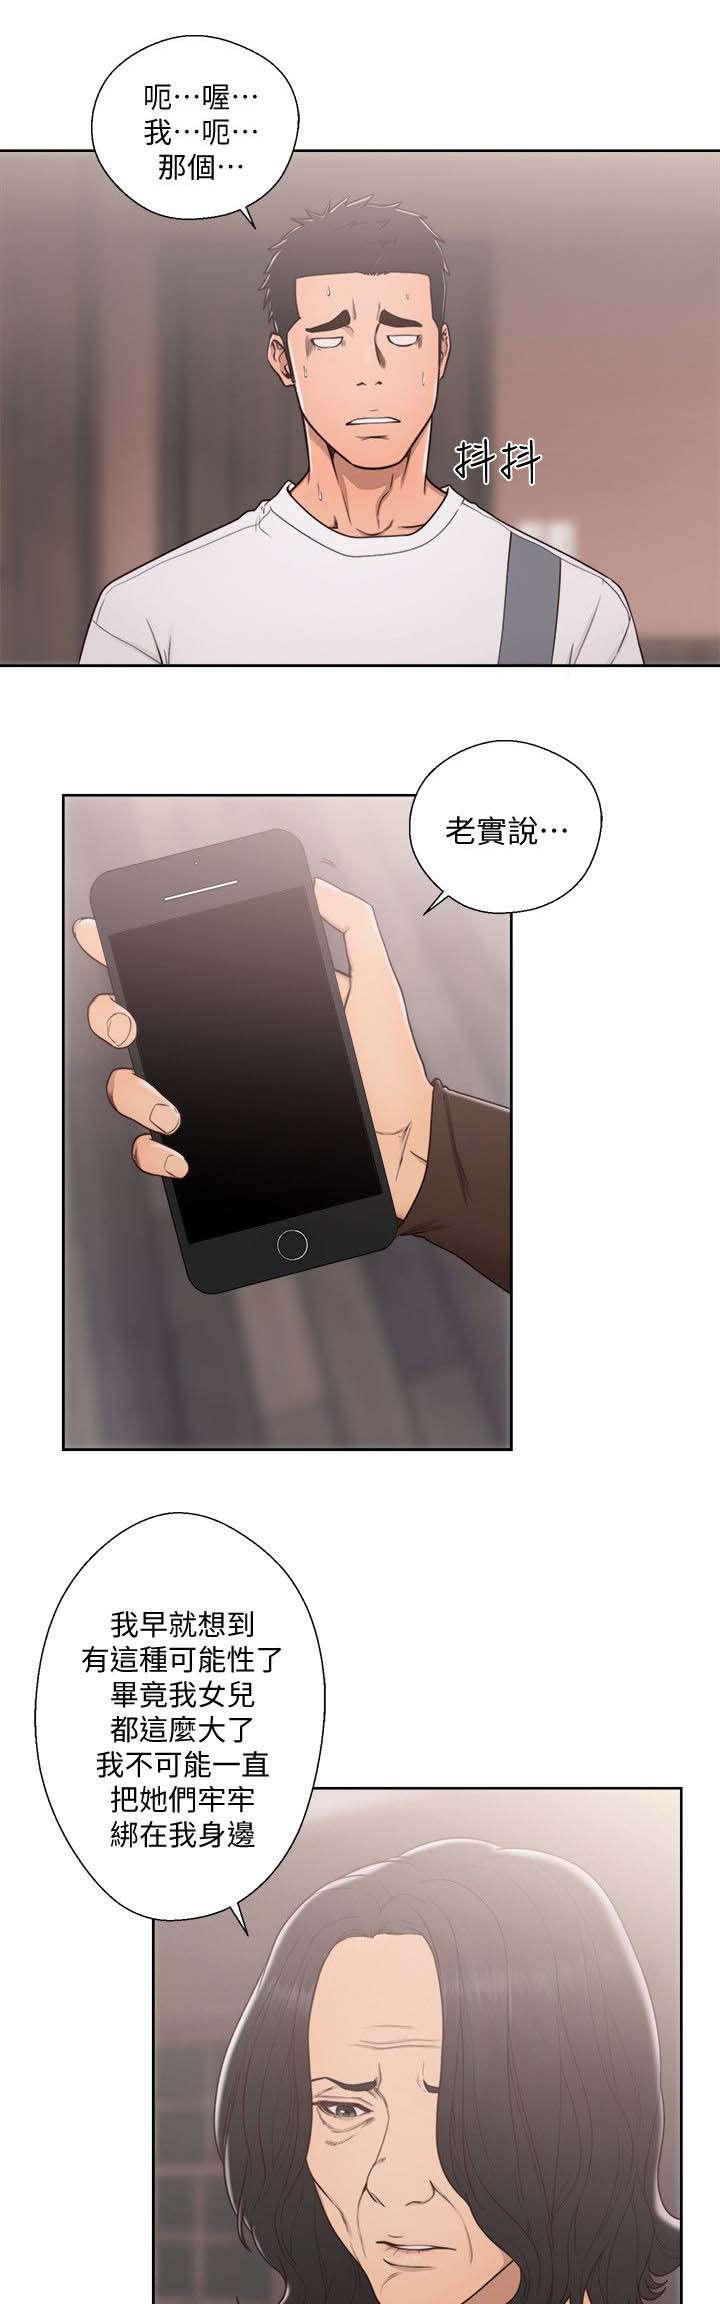 呃⋯喔⋯
我⋯呃⋯
那個⋯
抖抖
老實說⋯
我早就想到
有這種可能性了
畢竟我女兒
都這麼大了
我不可能一直
把她們牢牢
綁在我身邊